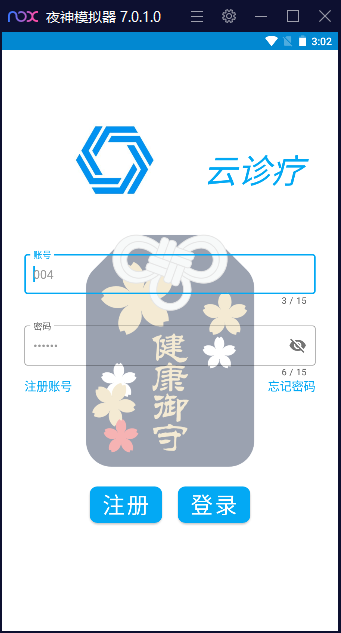 nox 夜神模拟器 7.0.1.0
3:02
云诊疗
账号
004
3 / 15
密码
••••••
6 / 15
注册账号
忘记密码
健康御守
注册
登录